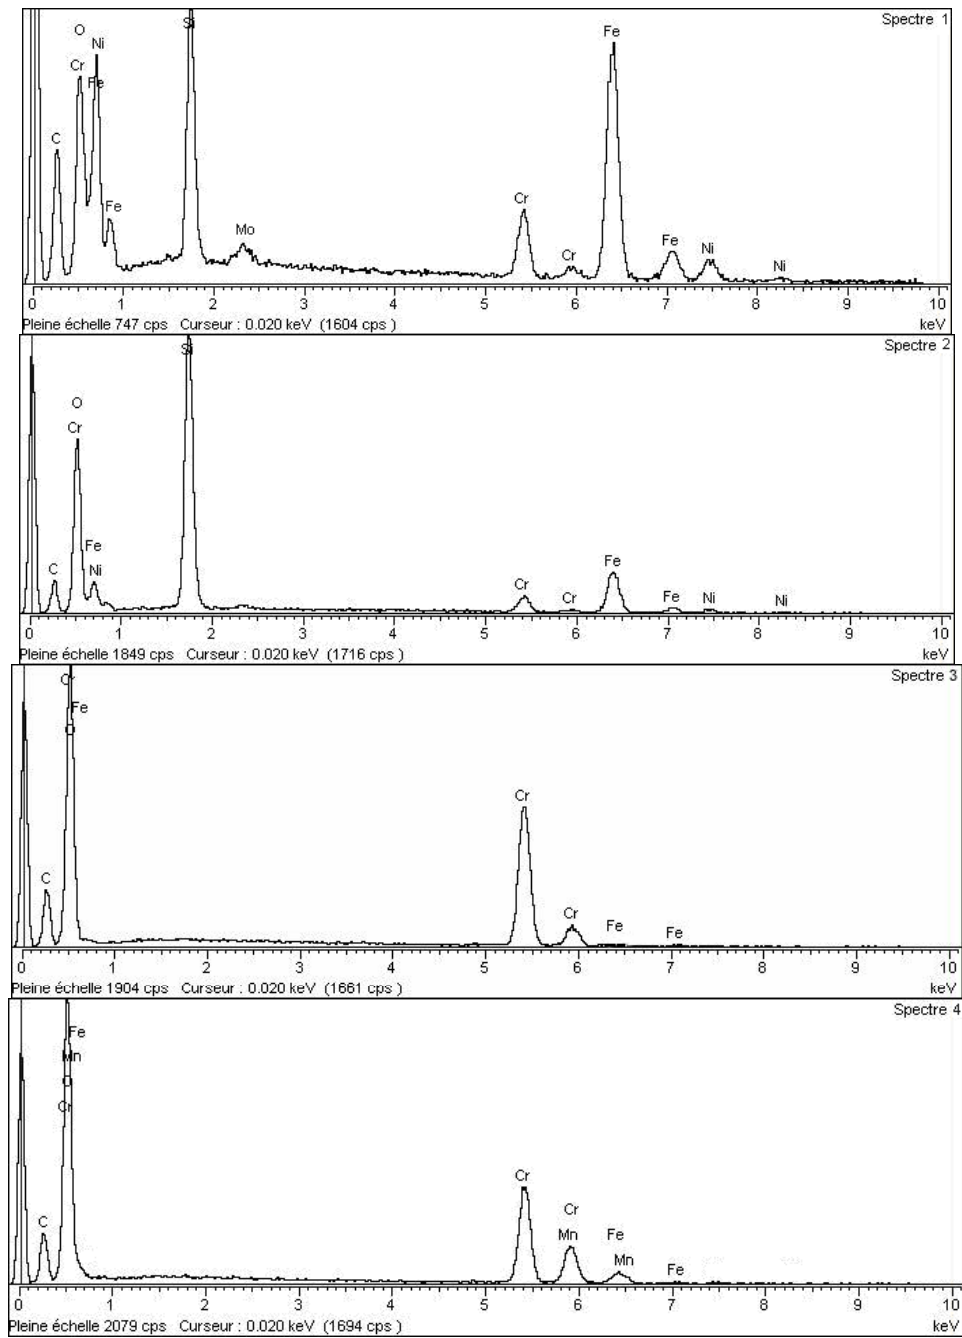 Spectre 1
Si
O
Ni
Fe
Cr
Fe
C
Fe
Mo
Cr
Cr
Fe
Ni
Ni
0 1 2 3 4 5 6 7 8 9 10
Pleine échelle 747 cps Curseur : 0.020 keV (1604 cps ) keV
Spectre 2
Si
O
Cr
Fe
C
Ni
Cr
Cr
Fe
Fe
Ni
Ni
0 1 2 3 4 5 6 7 8 9 10
Pleine échelle 1849 cps Curseur : 0.020 keV (1716 cps ) keV
Spectre 3
Cr
Fe
O
C
Cr
Cr
Fe
Fe
0 1 2 3 4 5 6 7 8 9 10
Pleine échelle 1904 cps Curseur : 0.020 keV (1661 cps ) keV
Spectre 4
Fe
Mn
O
Cr
C
Cr
Cr
Mn
Fe
Mn
Fe
0 1 2 3 4 5 6 7 8 9 10
Pleine échelle 2079 cps Curseur : 0.020 keV (1694 cps ) keV